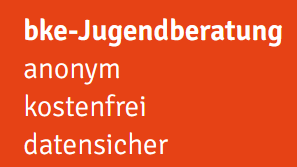 bke-Jugendberatung
anonym
kostenfrei
datensicher